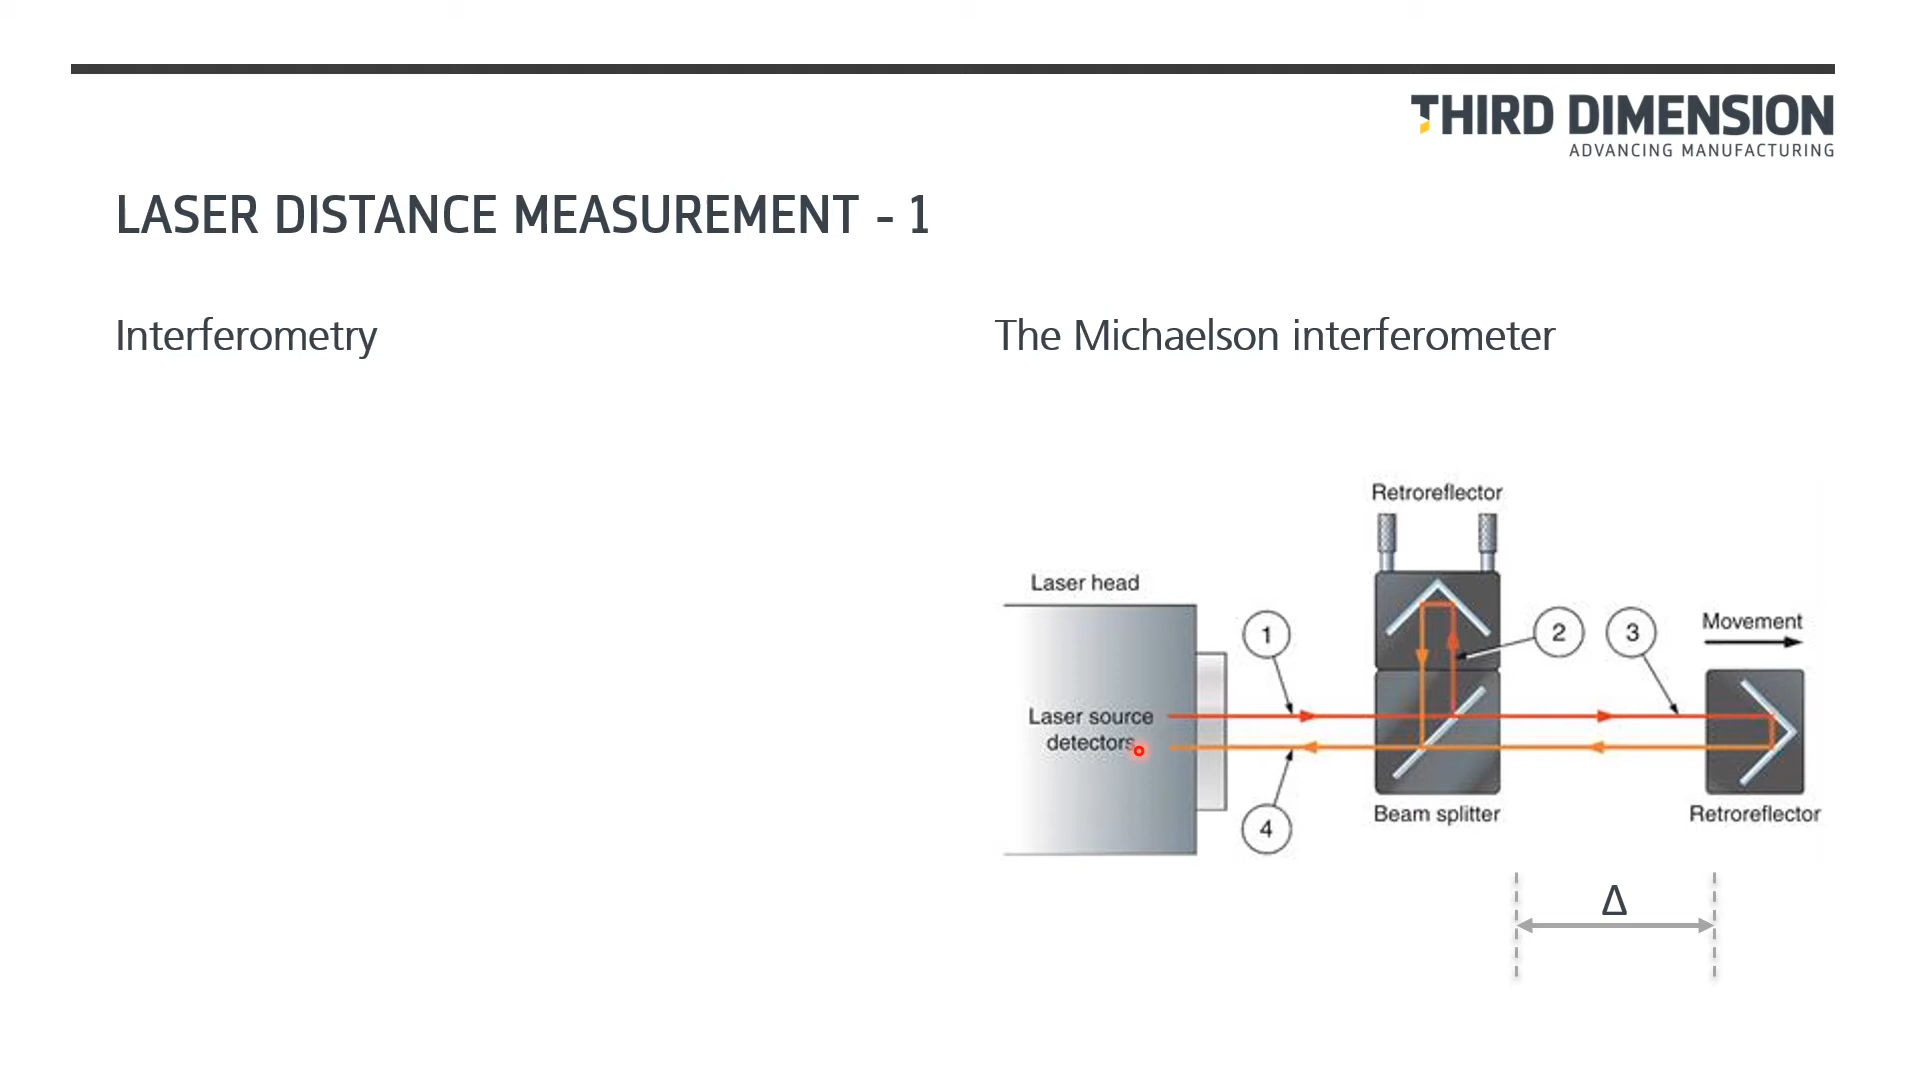 THIRD DIMENSION
ADVANCING MANUFACTURING
LASER DISTANCE MEASUREMENT - 1
Interferometry
The Michaelson interferometer
Retroreflector
Laser head
1
2
3
Movement
Laser source
detectors
4
Beam splitter
Retroreflector
Δ